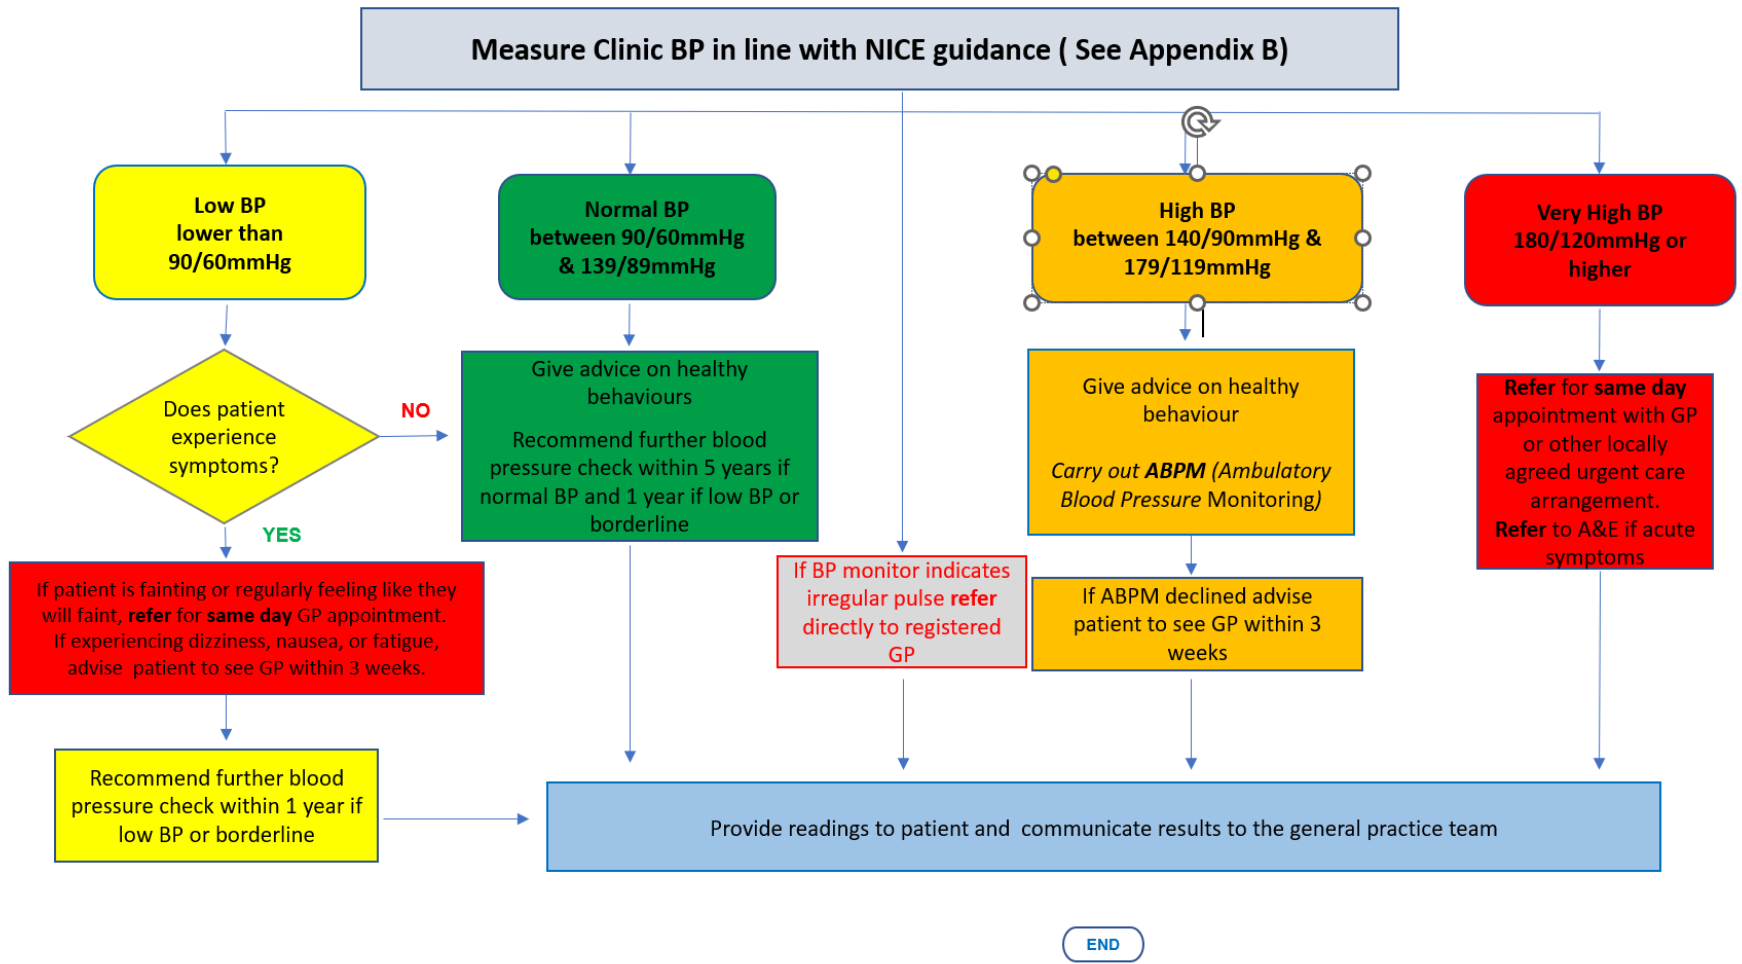 Measure Clinic BP in line with NICE guidance ( See Appendix B)
Low BP
lower than
90/60mmHg
Normal BP
between 90/60mmHg
& 139/89mmHg
High BP
between 140/90mmHg &
179/119mmHg
Very High BP
180/120mmHg or
higher
Does patient
experience
symptoms?
NO
YES
Give advice on healthy
behaviours
Recommend further blood
pressure check within 5 years if
normal BP and 1 year if low BP or
borderline
Give advice on healthy
behaviour
Carry out ABPM (Ambulatory
Blood Pressure Monitoring)
Refer for same day
appointment with GP
or other locally
agreed urgent care
arrangement.
Refer to A&E if acute
symptoms
If patient is fainting or regularly feeling like they
will faint, refer for same day GP appointment.
If experiencing dizziness, nausea, or fatigue,
advise  patient to see GP within 3 weeks.
If BP monitor indicates
irregular pulse refer
directly to registered
GP
If ABPM declined advise
patient to see GP within 3
weeks
Recommend further blood
pressure check within 1 year if
low BP or borderline
Provide readings to patient and  communicate results to the general practice team
END